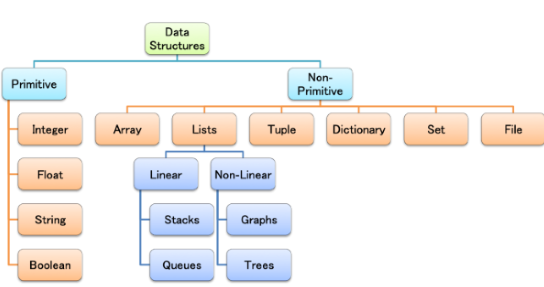 Data
Structures
Primitive
Non-
Primitive
Integer
Array
Lists
Tuple
Dictionary
Set
File
Float
Linear
Non-Linear
String
Stacks
Graphs
Boolean
Queues
Trees